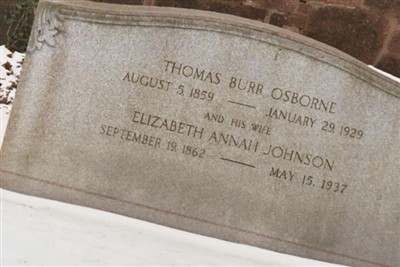 THOMAS BURR OSBORNE
AUGUST 5, 1859 — JANUARY 29, 1929
AND HIS WIFE
ELIZABETH ANNAH JOHNSON
SEPTEMBER 19, 1862 — MAY 15, 1937